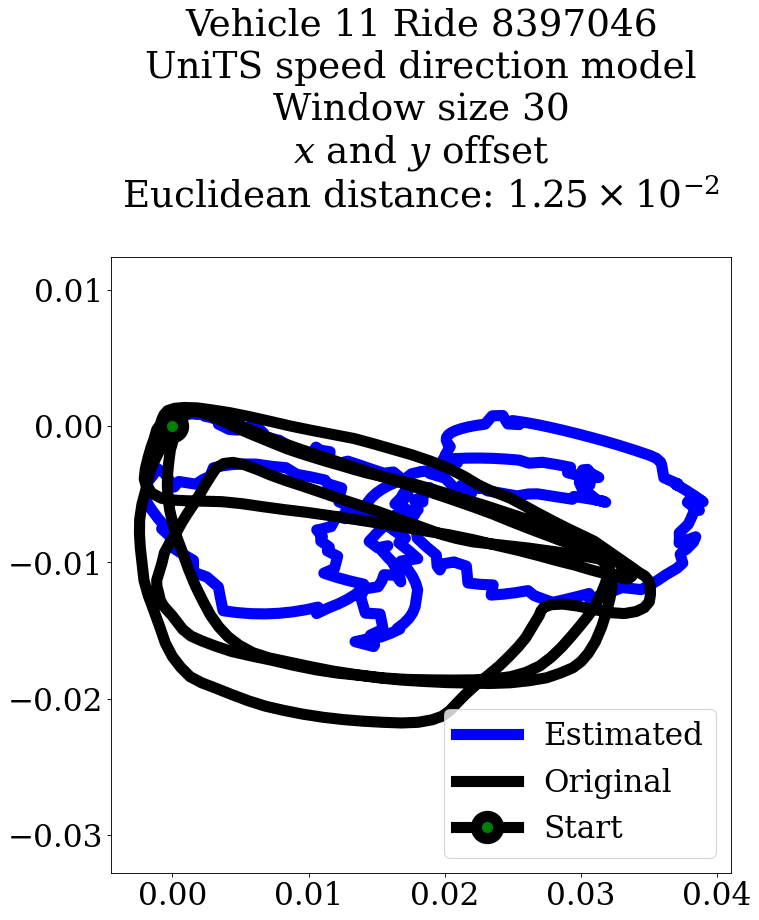 Vehicle 11 Ride 8397046
UniTS speed direction model
Window size 30
x and y offset
Euclidean distance: 1.25 × 10⁻²
0.01
0.00
−0.01
−0.02
−0.03
Estimated
Original
Start
0.00 0.01 0.02 0.03 0.04